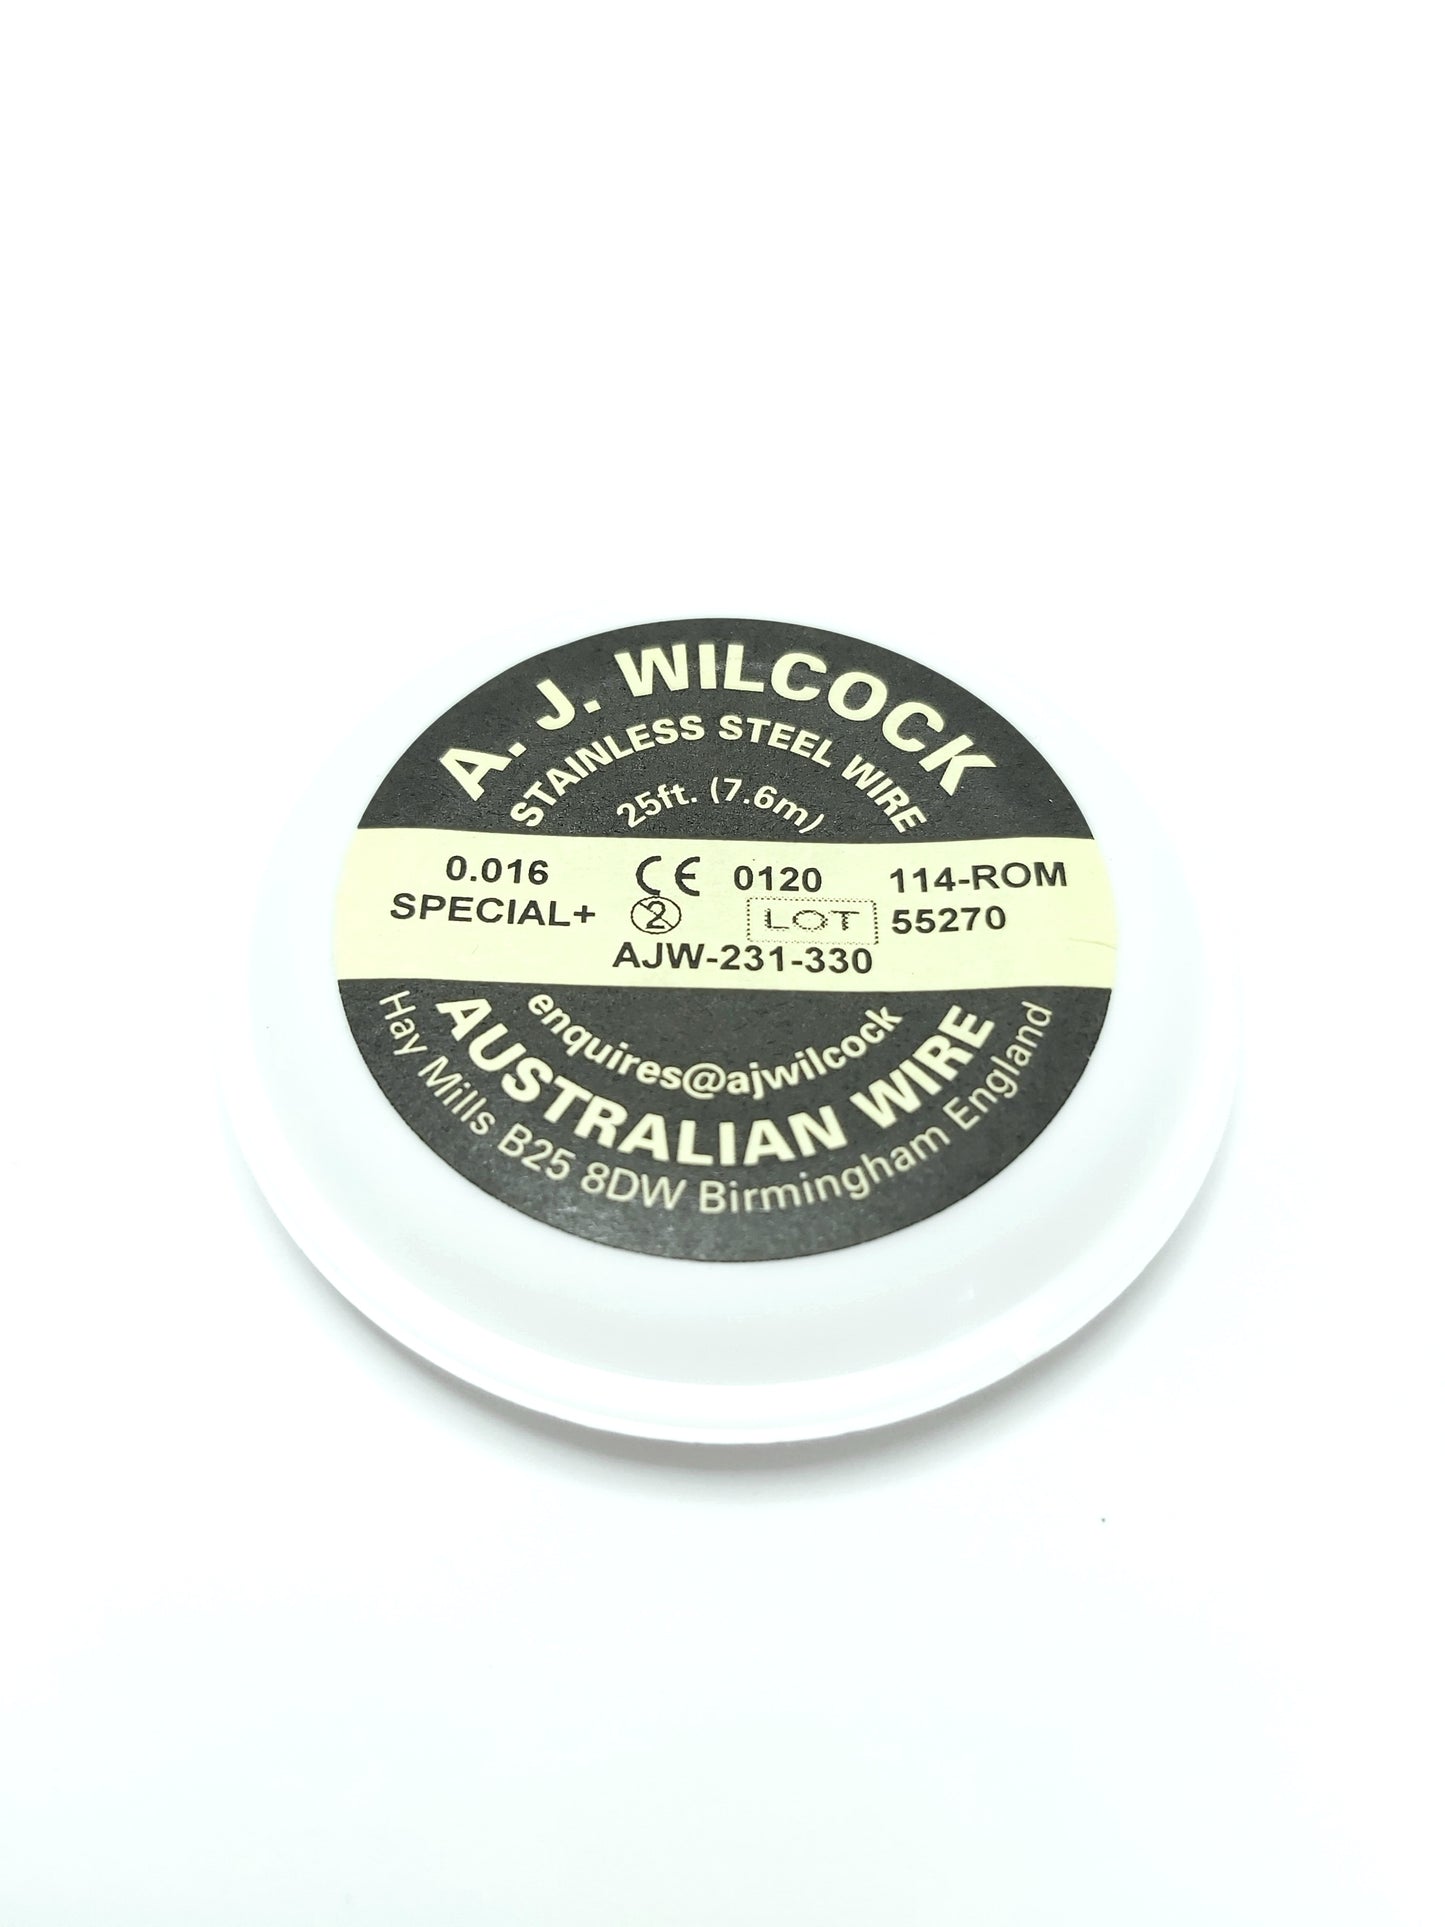 A. J. WILCOCK
STAINLESS STEEL WIRE
25ft. (7.6m)
0.016 CE 0120 114-ROM
SPECIAL+ 2 LOT 55270
AJW-231-330
enquires@ajwilcock
AUSTRALIAN WIRE
Hay Mills B25 8DW Birmingham England